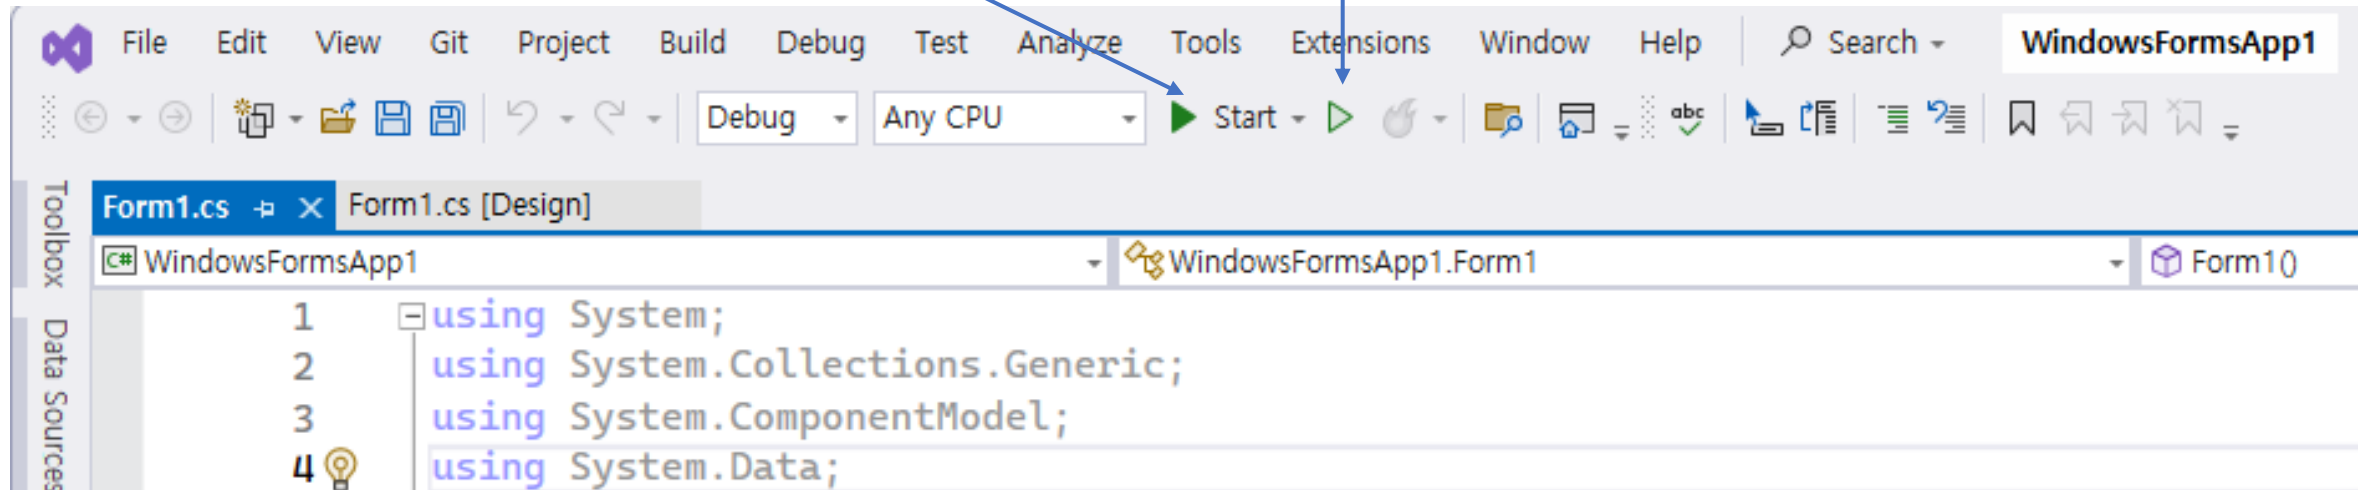 File Edit View Git Project Build Debug Test Analyze Tools Extensions Window Help Search WindowsFormsApp1
Debug Any CPU Start abc
Toolbox
Data Sources
Form1.cs Form1.cs [Design]
C# WindowsFormsApp1 WindowsFormsApp1.Form1 Form1()
1 using System;
2 using System.Collections.Generic;
3 using System.ComponentModel;
4 using System.Data;